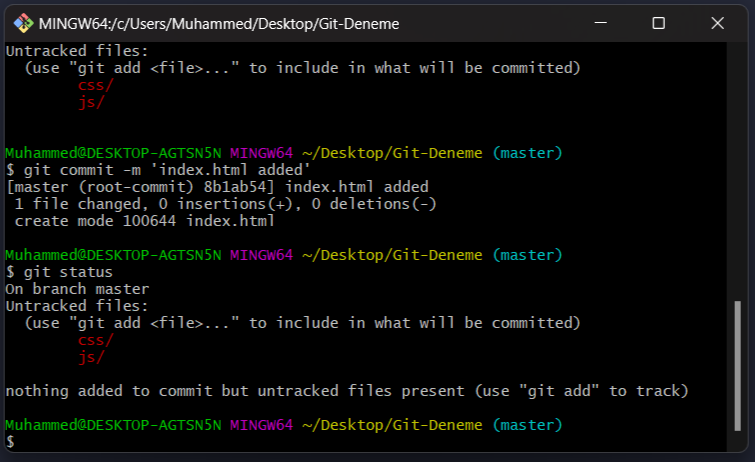 MINGW64:/c/Users/Muhammed/Desktop/Git-Deneme
Untracked files:
  (use "git add <file>..." to include in what will be committed)
        css/
        js/

Muhammed@DESKTOP-AGTSN5N MINGW64 ~/Desktop/Git-Deneme (master)
$ git commit -m 'index.html added'
[master (root-commit) 8b1ab54] index.html added
 1 file changed, 0 insertions(+), 0 deletions(-)
 create mode 100644 index.html

Muhammed@DESKTOP-AGTSN5N MINGW64 ~/Desktop/Git-Deneme (master)
$ git status
On branch master
Untracked files:
  (use "git add <file>..." to include in what will be committed)
        css/
        js/

nothing added to commit but untracked files present (use "git add" to track)

Muhammed@DESKTOP-AGTSN5N MINGW64 ~/Desktop/Git-Deneme (master)
$